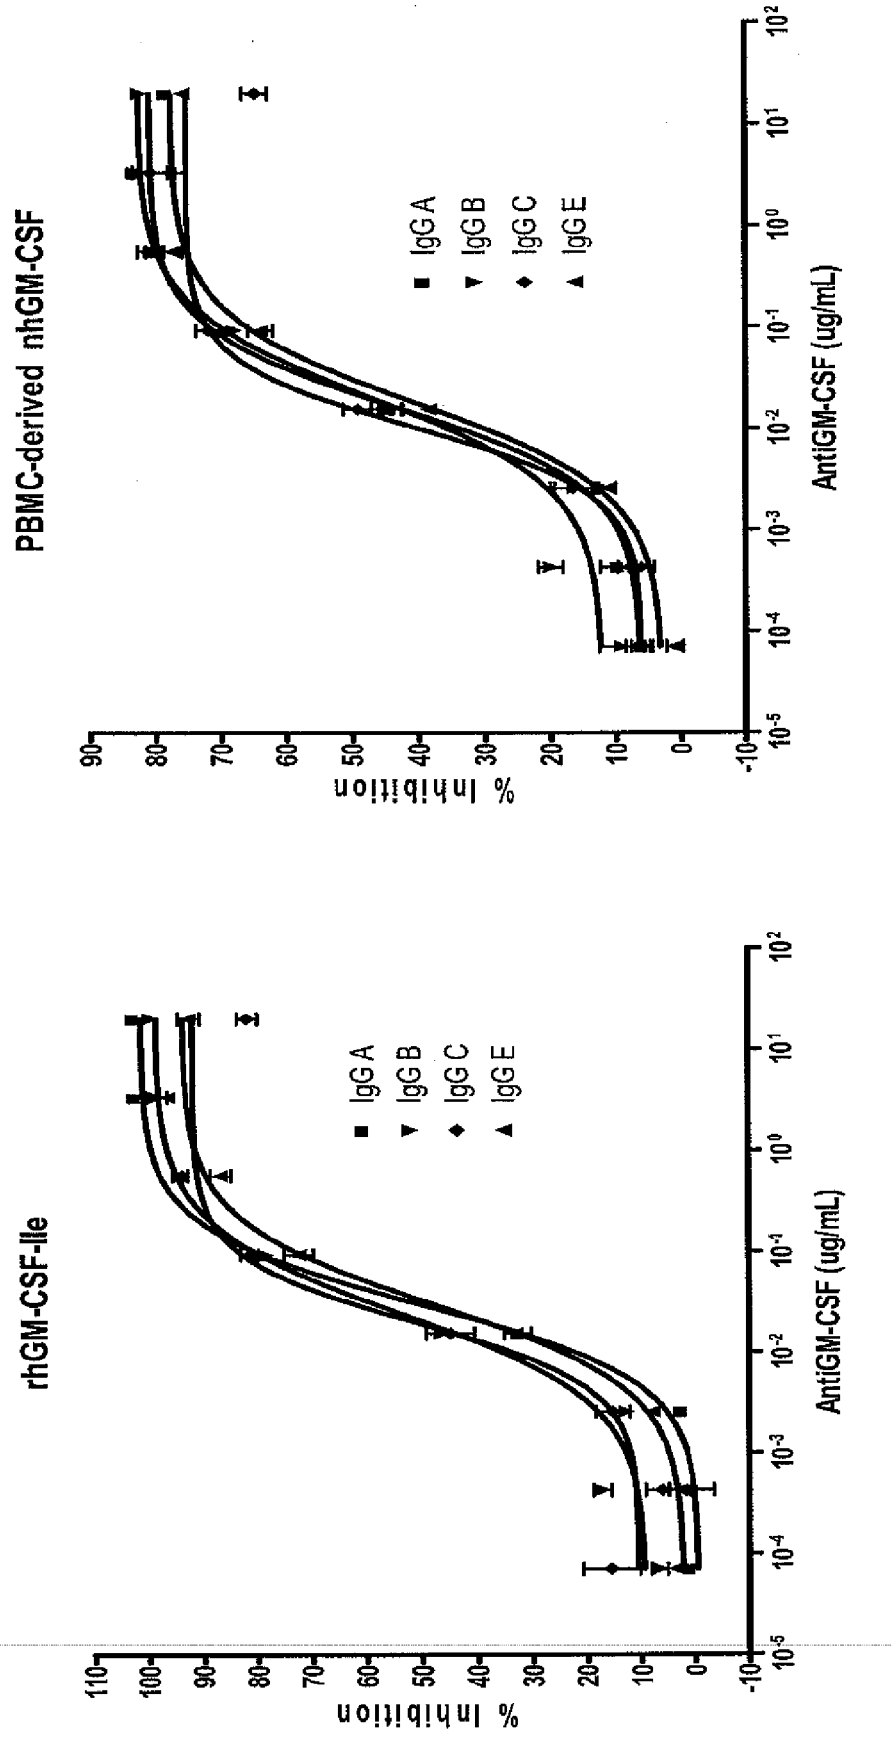 rhGM-CSF-Ile
% Inhibition
110
100
90
80
70
60
50
40
30
20
10
0
-10
IgG A
IgG B
IgG C
IgG E
10-5
10-4
10-3
10-2
10-1
100
101
102
AntiGM-CSF (ug/mL)
PBMC-derived nhGM-CSF
% Inhibition
90
80
70
60
50
40
30
20
10
0
-10
IgG A
IgG B
IgG C
IgG E
10-5
10-4
10-3
10-2
10-1
100
101
102
AntiGM-CSF (ug/mL)